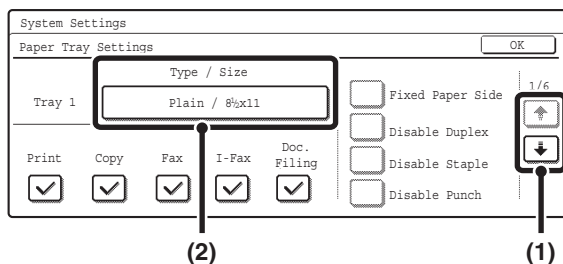 System Settings
Paper Tray Settings
OK
Type / Size
Tray 1
Plain / 8½x11
Fixed Paper Side
1/6
Disable Duplex
Print
Copy
Fax
I-Fax
Doc.
Filing
Disable Staple
Disable Punch
(2)
(1)